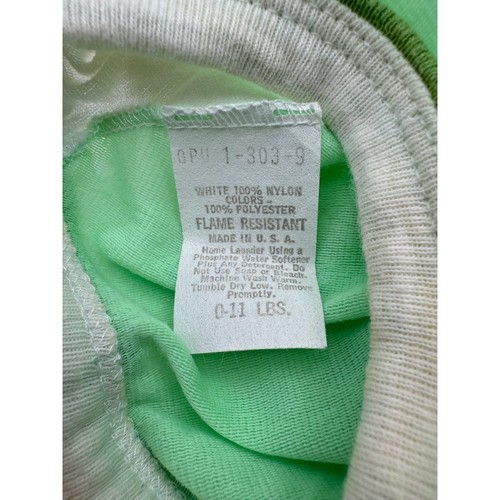 GPU 1-303-9
WHITE 100% NYLON
COLORS -
100% POLYESTER
FLAME RESISTANT
MADE IN U.S.A.
Home Launder Using a
Phosphate Water Softener
Plus Any Detergent. Do
Not Use Soap or Bleach.
Machine Wash Warm.
Tumble Dry Low. Remove
Promptly.
0-11 LBS.